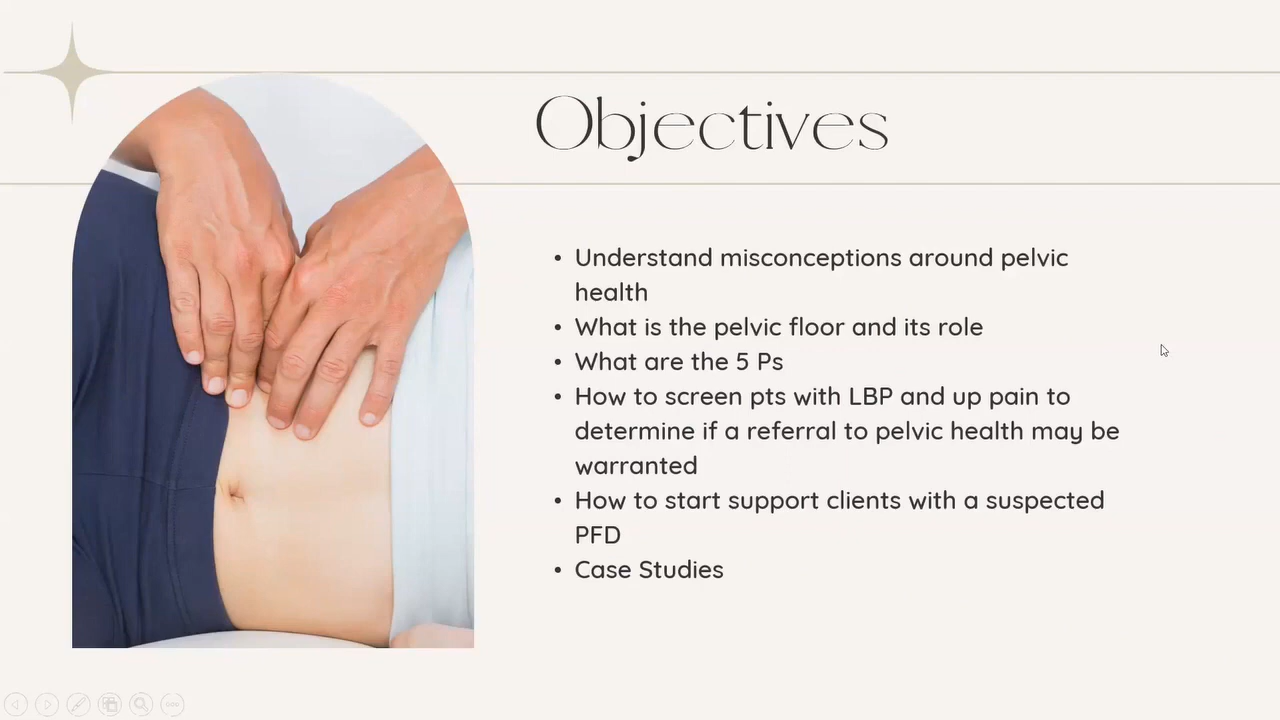 Objectives
• Understand misconceptions around pelvic
health
• What is the pelvic floor and its role
• What are the 5 Ps
• How to screen pts with LBP and up pain to
determine if a referral to pelvic health may be
warranted
• How to start support clients with a suspected
PFD
• Case Studies